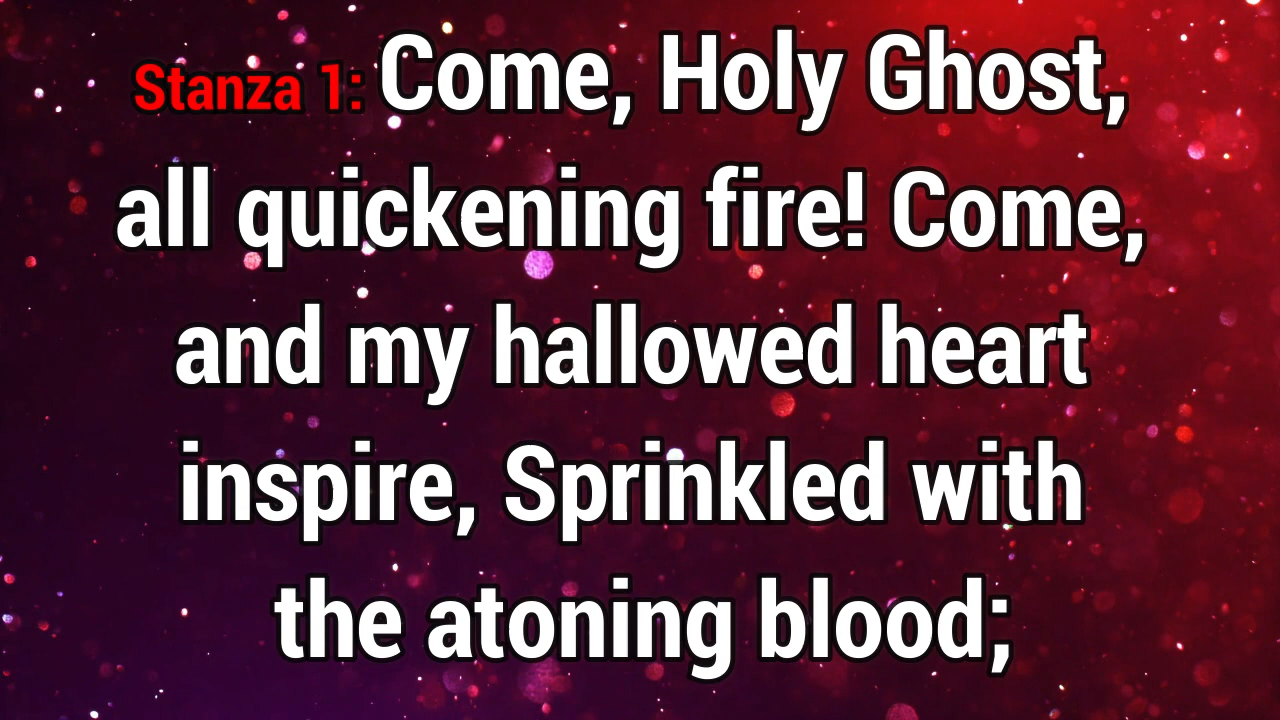 Stanza 1: Come, Holy Ghost,
all quickening fire! Come,
and my hallowed heart
inspire, Sprinkled with
the atoning blood;